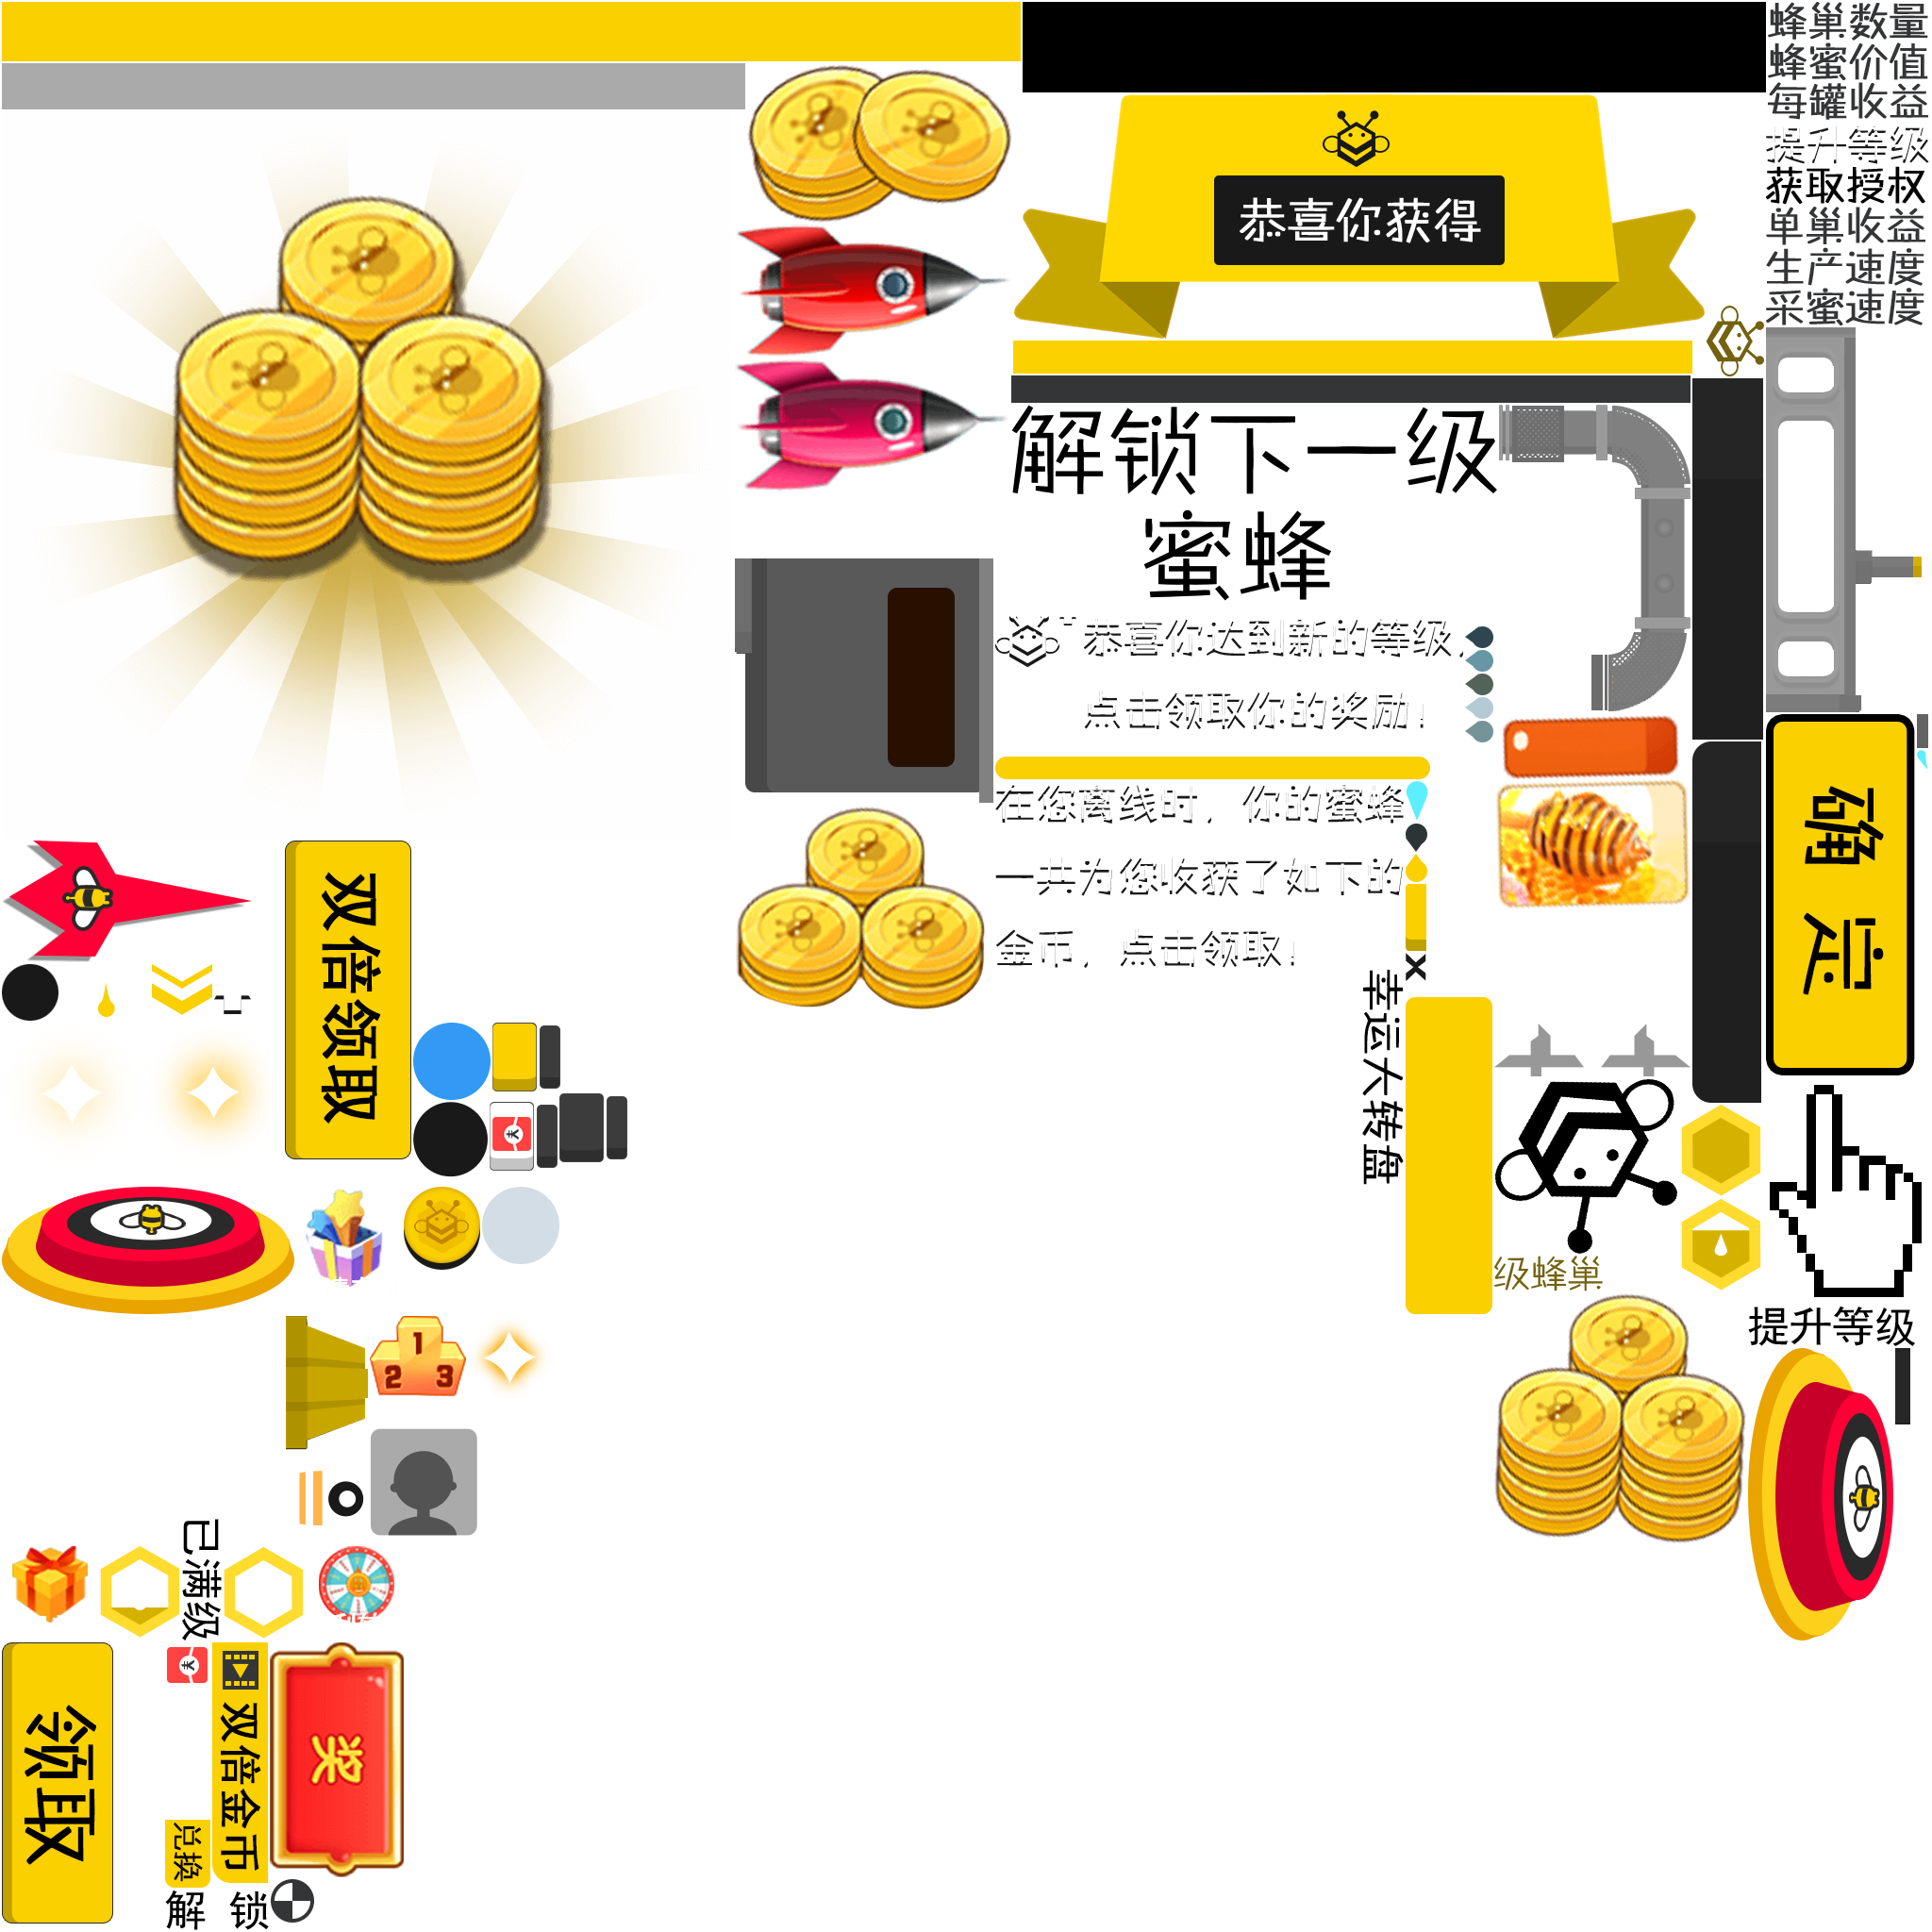 蜂巢数量
蜂蜜价值
每罐收益
提升等级
获取授权
单巢收益
生产速度
采蜜速度
恭喜你获得
解锁下一级
蜜蜂
恭喜你达到新的等级，
点击领取你的奖励！
在您离线时，你的蜜蜂
一共为您收获了如下的
金币，点击领取！
幸运大转盘
确定
双倍领取
级蜂巢
提升等级
1
2 3
已满级
领取
双倍金币
兑换
奖
解 锁